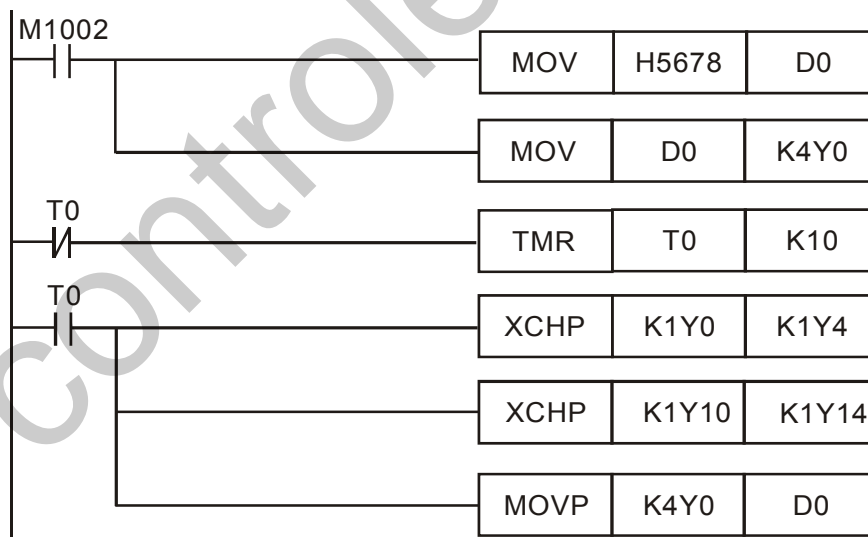 M1002
MOV H5678 D0
MOV D0 K4Y0
T0
TMR T0 K10
T0
XCHP K1Y0 K1Y4
XCHP K1Y10 K1Y14
MOVP K4Y0 D0
controle